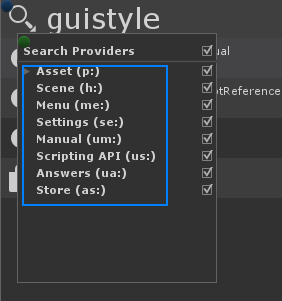 guistyle
Search Providers
ual
Asset (p:)
Scene (h:)
otReference
Menu (me:)
Settings (se:)
Manual (um:)
Scripting API (us:)
Answers (ua:)
Store (as:)